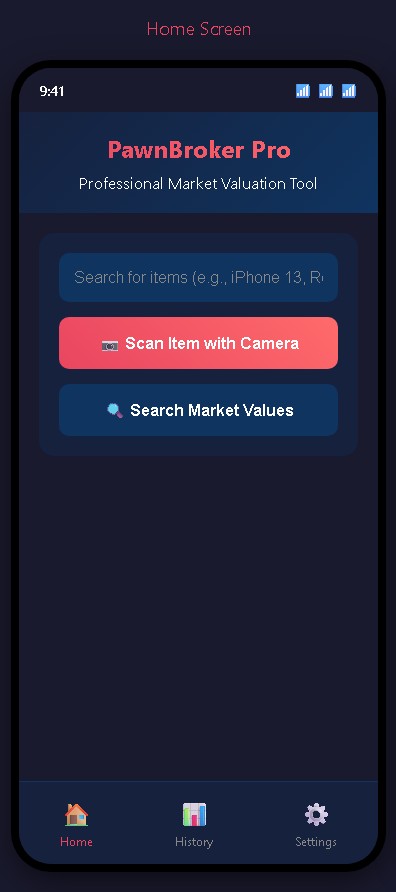 Home Screen
9:41
PawnBroker Pro
Professional Market Valuation Tool
Search for items (e.g., iPhone 13, R
Scan Item with Camera
Search Market Values
Home
History
Settings